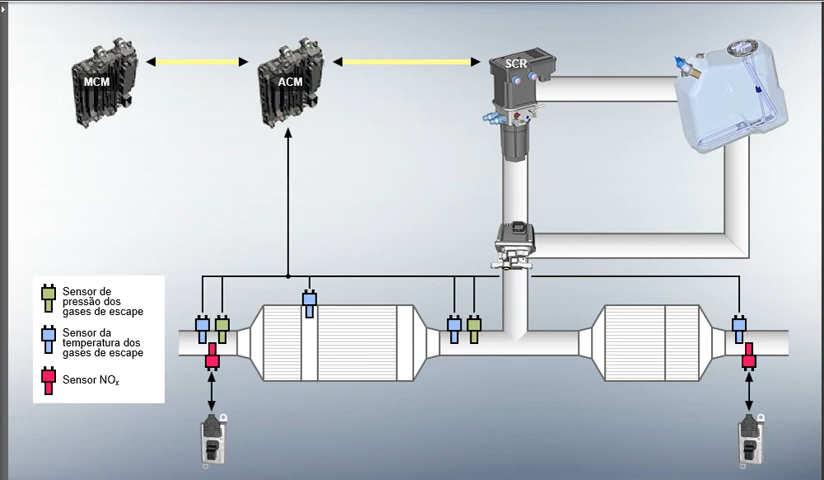 MCM
ACM
SCR
Sensor de
pressão dos
gases de escape
Sensor da
temperatura dos
gases de escape
Sensor NOx